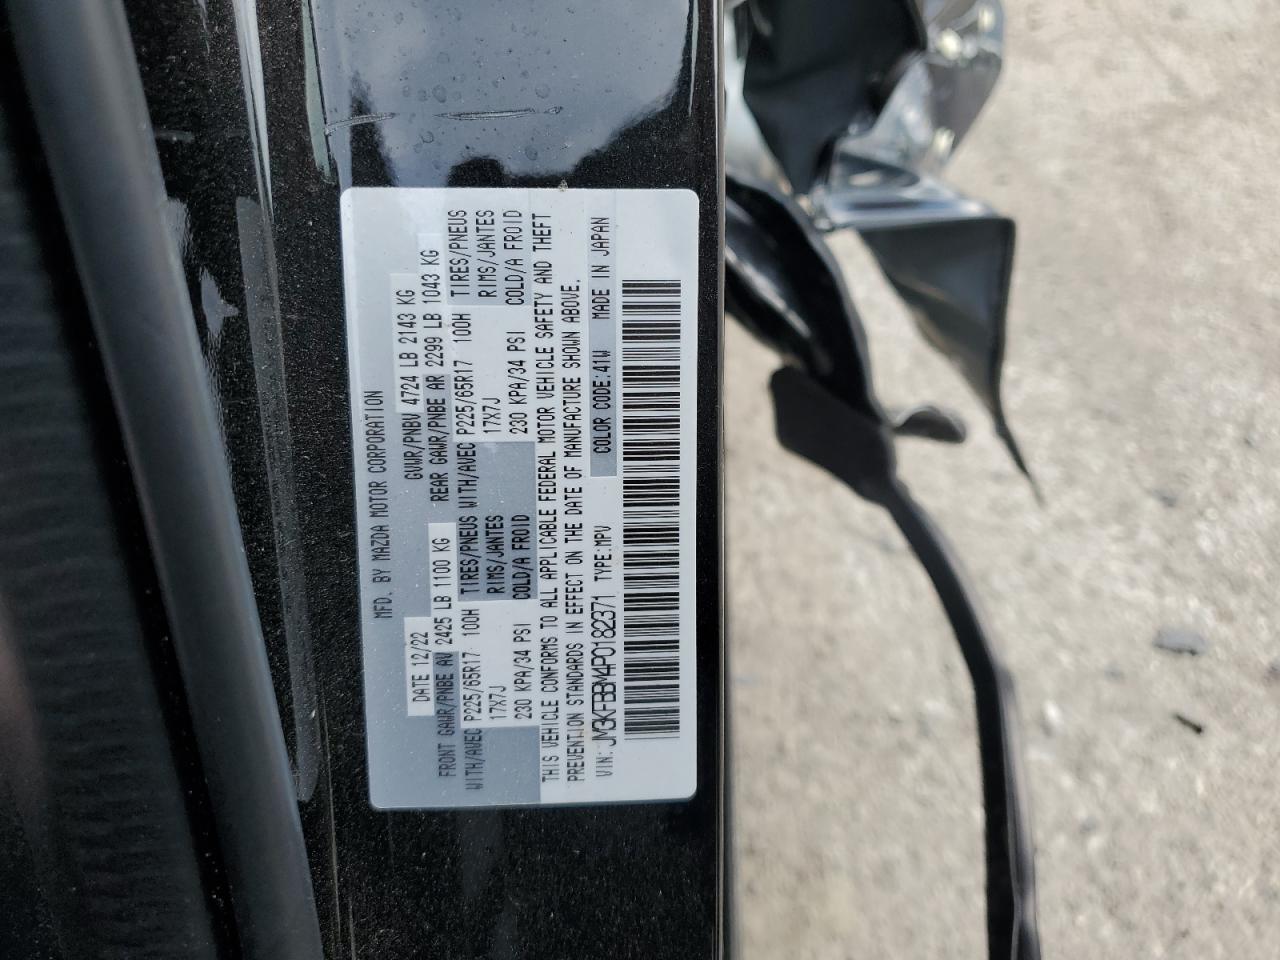 MFD. BY MAZDA MOTOR CORPORATION
DATE 12/22 GVWR/PNBV 4724 LB 2143 KG
FRONT GAWR/PNBE AV 2425 LB 1100 KG REAR GAWR/PNBE AR 2299 LB 1043 KG
WITH/AVEC P225/65R17 100H TIRES/PNEUS WITH/AVEC P225/65R17 100H TIRES/PNEUS
17X7J RIMS/JANTES 17X7J RIMS/JANTES
230 KPA/34 PSI COLD/A FROID 230 KPA/34 PSI COLD/A FROID
THIS VEHICLE CONFORMS TO ALL APPLICABLE FEDERAL MOTOR VEHICLE SAFETY AND THEFT
PREVENTION STANDARDS IN EFFECT ON THE DATE OF MANUFACTURE SHOWN ABOVE.
VIN: JM3KFBBM4P0182371 TYPE:MPV COLOR CODE:41W MADE IN JAPAN